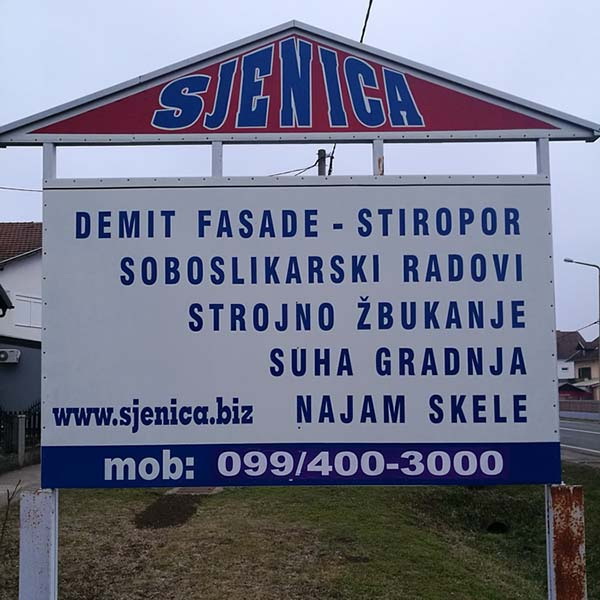 SJENICA
DEMIT FASADE - STIROPOR
SOBOSLIKARSKI RADOVI
STROJNO ŽBUKANJE
SUHA GRADNJA
www.sjenica.biz NAJAM SKELE
mob: 099/400-3000